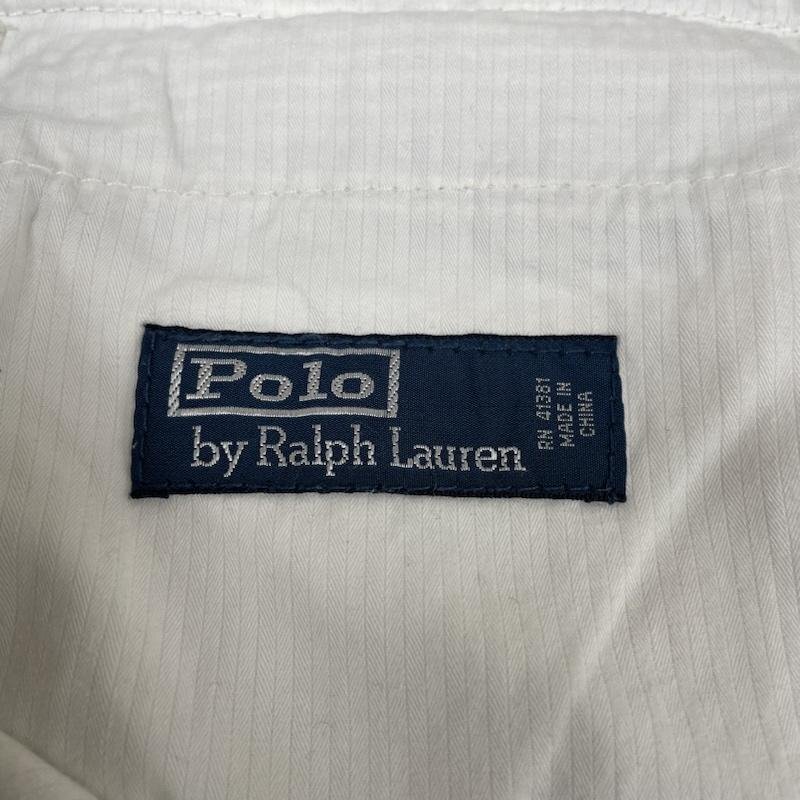 Polo
by Ralph Lauren
RN 41381
MADE IN
CHINA